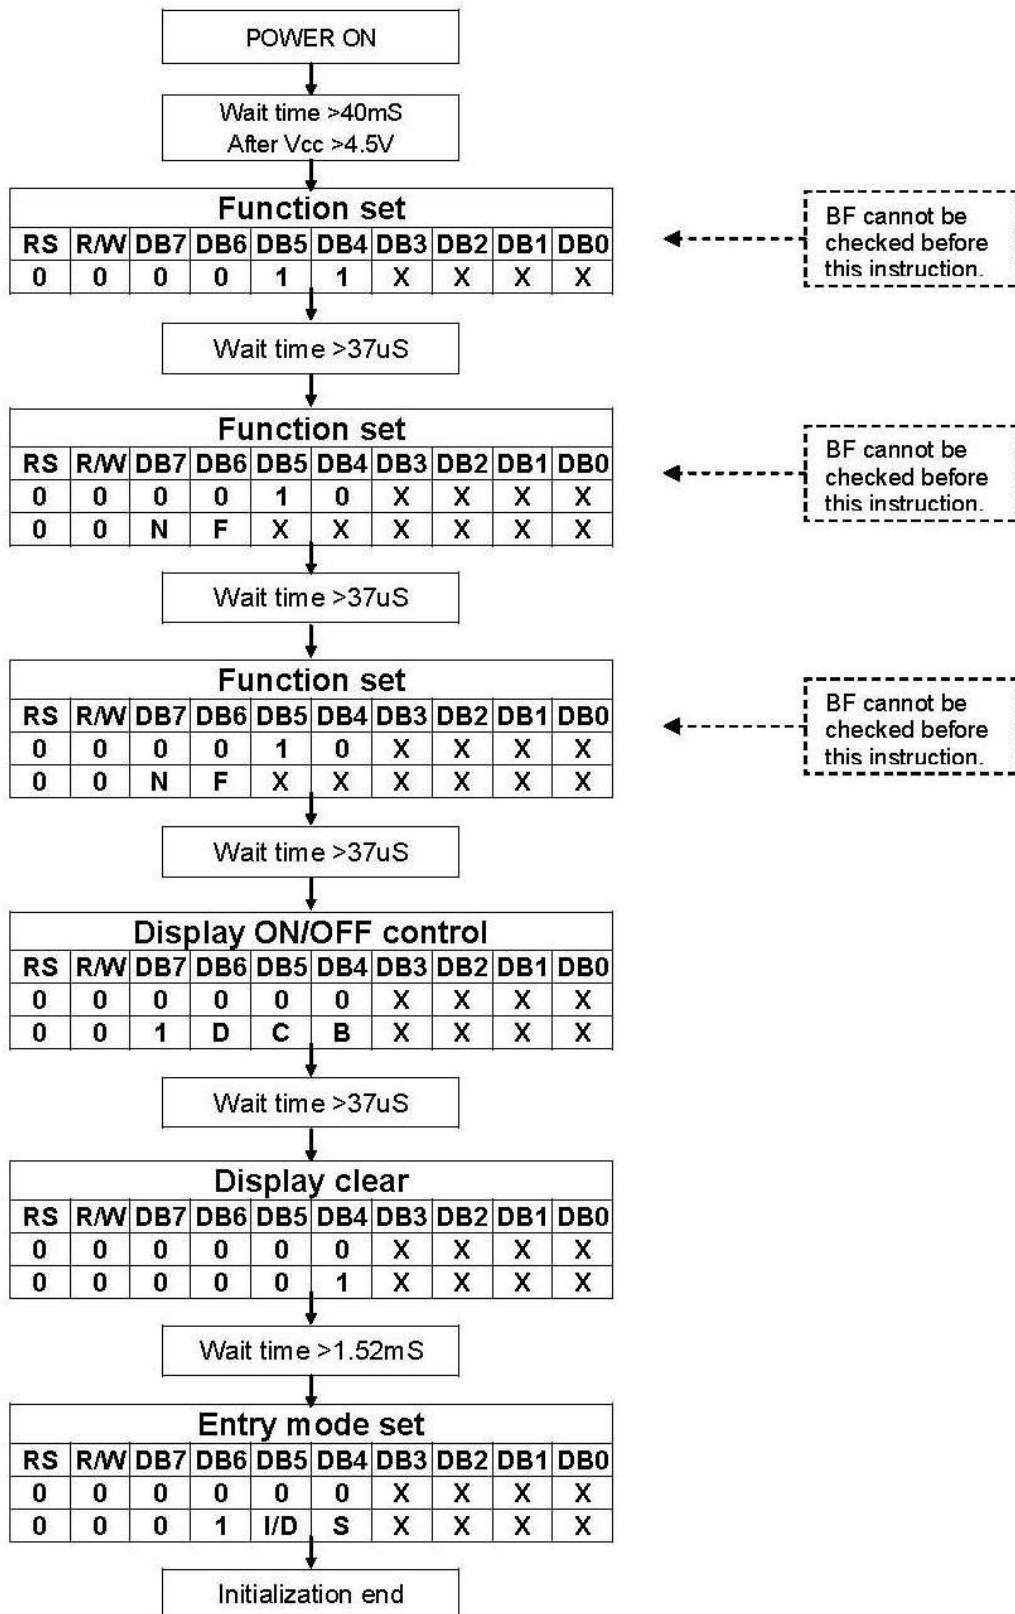 POWER ON
Wait time >40mS
After Vcc >4.5V
Function set
RS R/W DB7 DB6 DB5 DB4 DB3 DB2 DB1 DB0
0 0 0 0 1 1 X X X X
BF cannot be
checked before
this instruction.
Wait time >37uS
Function set
RS R/W DB7 DB6 DB5 DB4 DB3 DB2 DB1 DB0
0 0 0 0 1 0 X X X X
0 0 N F X X X X X X
BF cannot be
checked before
this instruction.
Wait time >37uS
Function set
RS R/W DB7 DB6 DB5 DB4 DB3 DB2 DB1 DB0
0 0 0 0 1 0 X X X X
0 0 N F X X X X X X
BF cannot be
checked before
this instruction.
Wait time >37uS
Display ON/OFF control
RS R/W DB7 DB6 DB5 DB4 DB3 DB2 DB1 DB0
0 0 0 0 0 0 X X X X
0 0 1 D C B X X X X
Wait time >37uS
Display clear
RS R/W DB7 DB6 DB5 DB4 DB3 DB2 DB1 DB0
0 0 0 0 0 0 X X X X
0 0 0 0 0 1 X X X X
Wait time >1.52mS
Entry mode set
RS R/W DB7 DB6 DB5 DB4 DB3 DB2 DB1 DB0
0 0 0 0 0 0 X X X X
0 0 0 1 I/D S X X X X
Initialization end